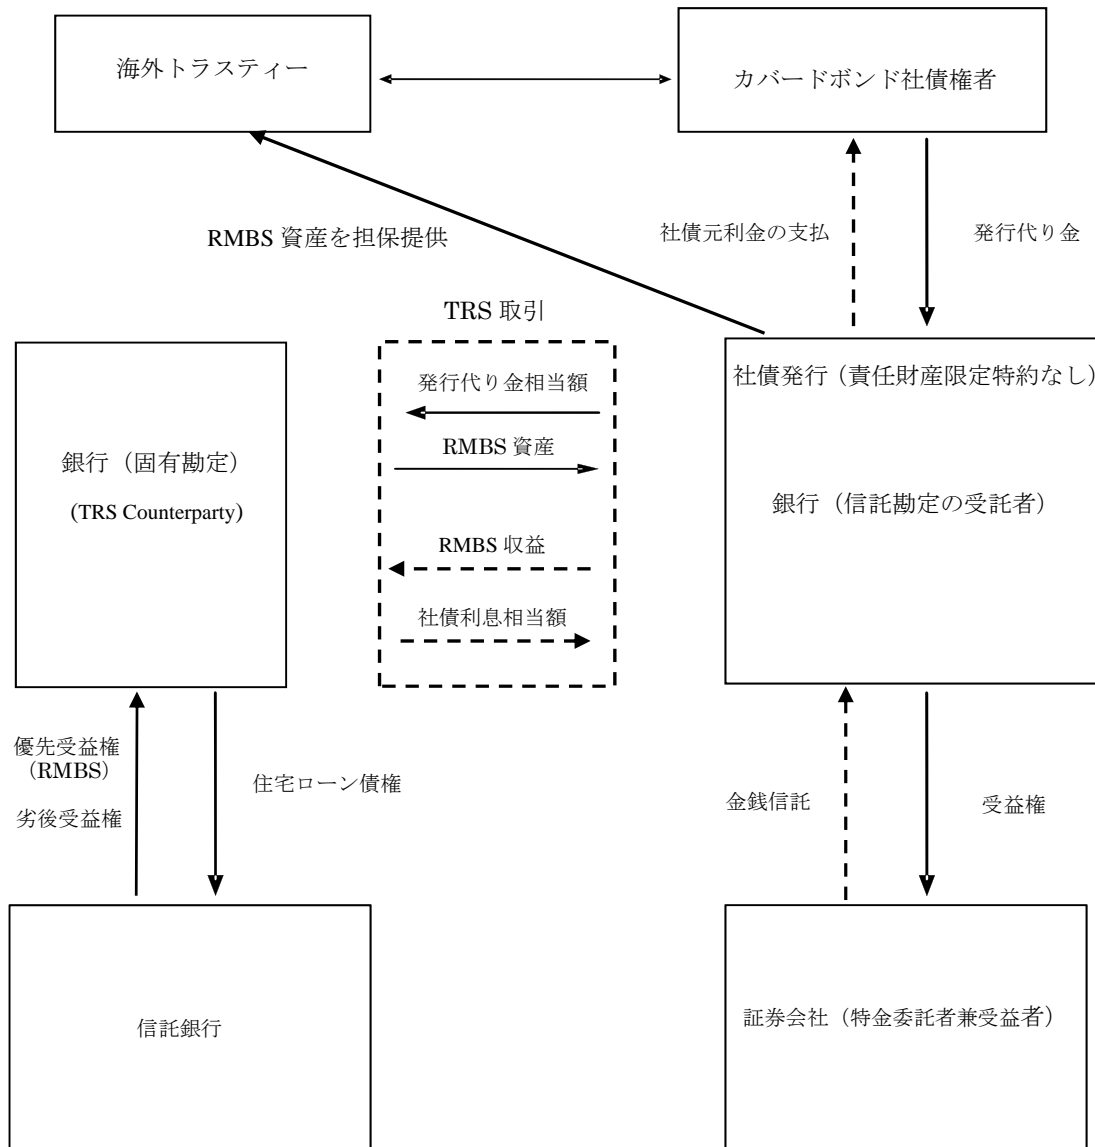 海外トラスティー
カバードボンド社債権者
RMBS 資産を担保提供
社債元利金の支払
発行代り金
TRS 取引
発行代り金相当額
RMBS 資産
RMBS 収益
社債利息相当額
銀行（固有勘定）
(TRS Counterparty)
社債発行（責任財産限定特約なし）
銀行（信託勘定の受託者）
優先受益権
（RMBS）
劣後受益権
住宅ローン債権
金銭信託
受益権
信託銀行
証券会社（特金委託者兼受益者）